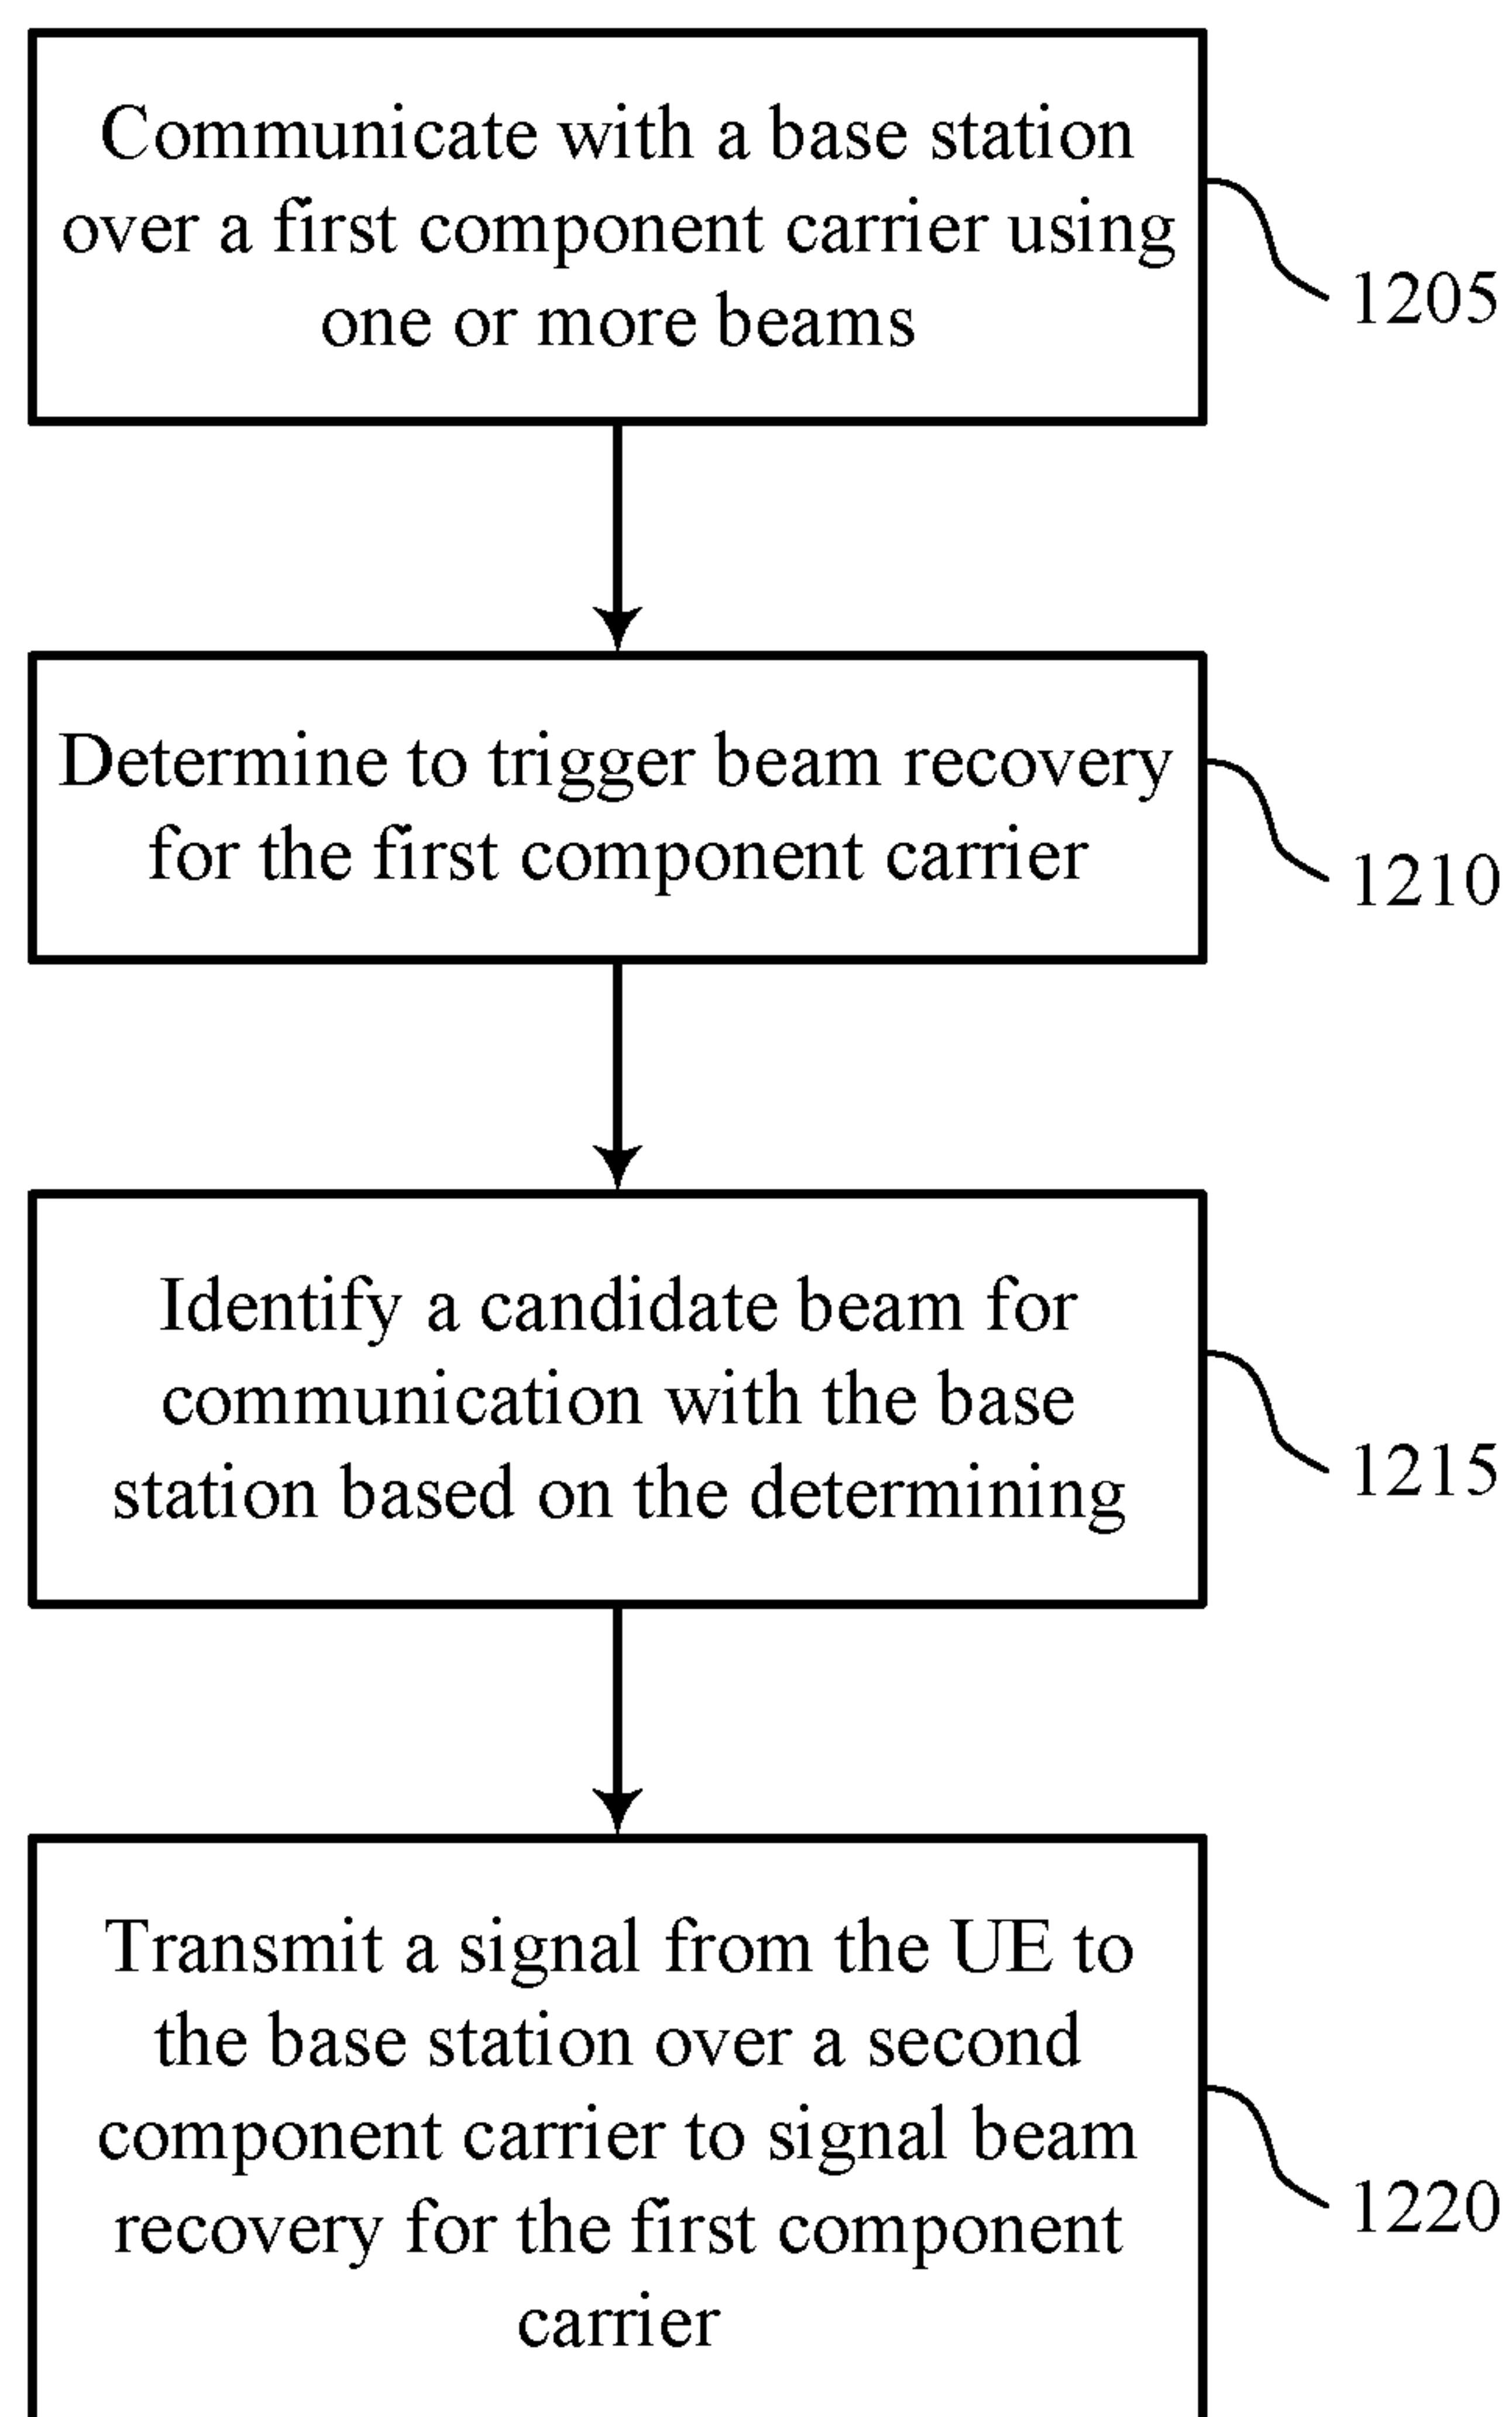 Communicate with a base station
over a first component carrier using
one or more beams
1205
Determine to trigger beam recovery
for the first component carrier
1210
Identify a candidate beam for
communication with the base
station based on the determining
1215
Transmit a signal from the UE to
the base station over a second
component carrier to signal beam
recovery for the first component
carrier
1220